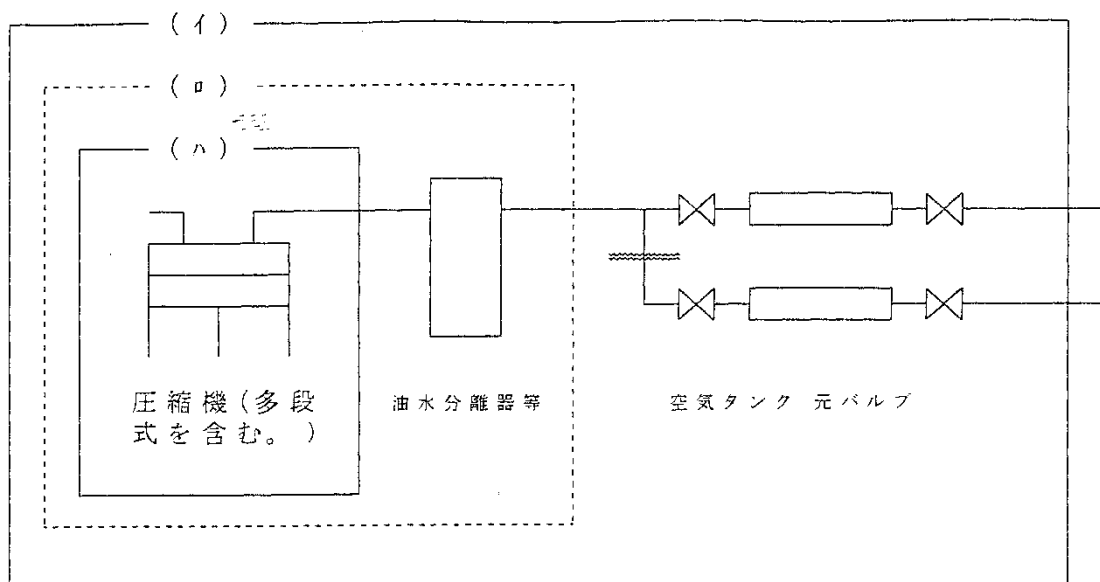 (イ)
(ロ)
(ハ)
圧縮機(多段
式を含む。)
油水分離器等
空気タンク 元バルブ